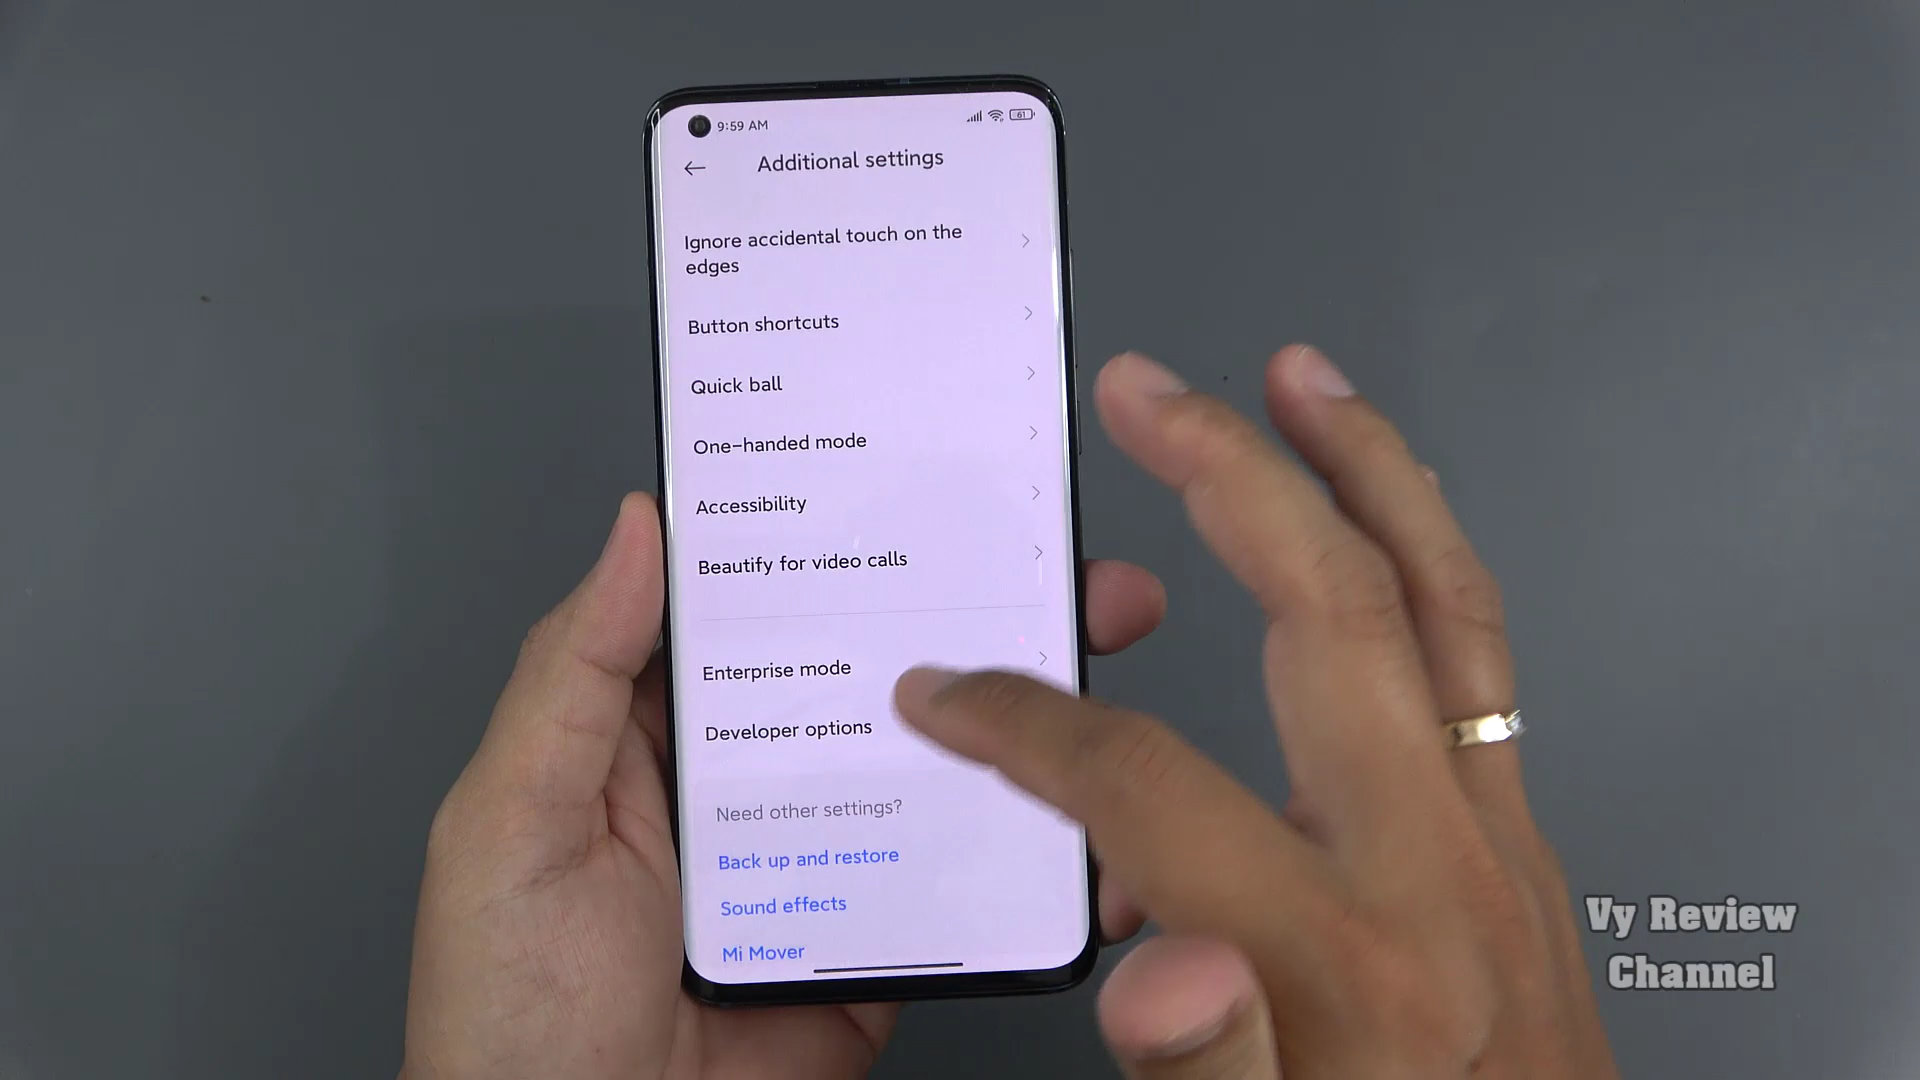 9:59 AM
61
Additional settings
Ignore accidental touch on the
edges
Button shortcuts
Quick ball
One-handed mode
Accessibility
Beautify for video calls
Enterprise mode
Developer options
Need other settings?
Back up and restore
Sound effects
Mi Mover
Vy Review
Channel